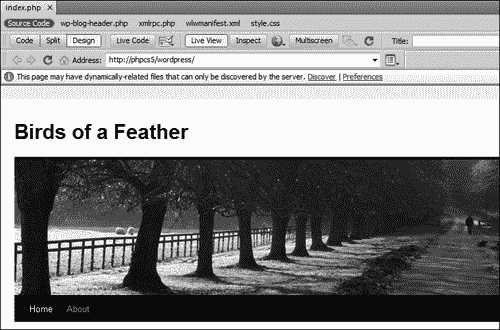 index.php ×
Source Code wp-blog-header.php xmlrpc.php wlwmanifest.xml style.css
Code Split Design Live Code Live View Inspect Multiscreen Title:
Address: http://phpcs5/wordpress/
This page may have dynamically-related files that can only be discovered by the server. Discover | Preferences
Birds of a Feather
Home About